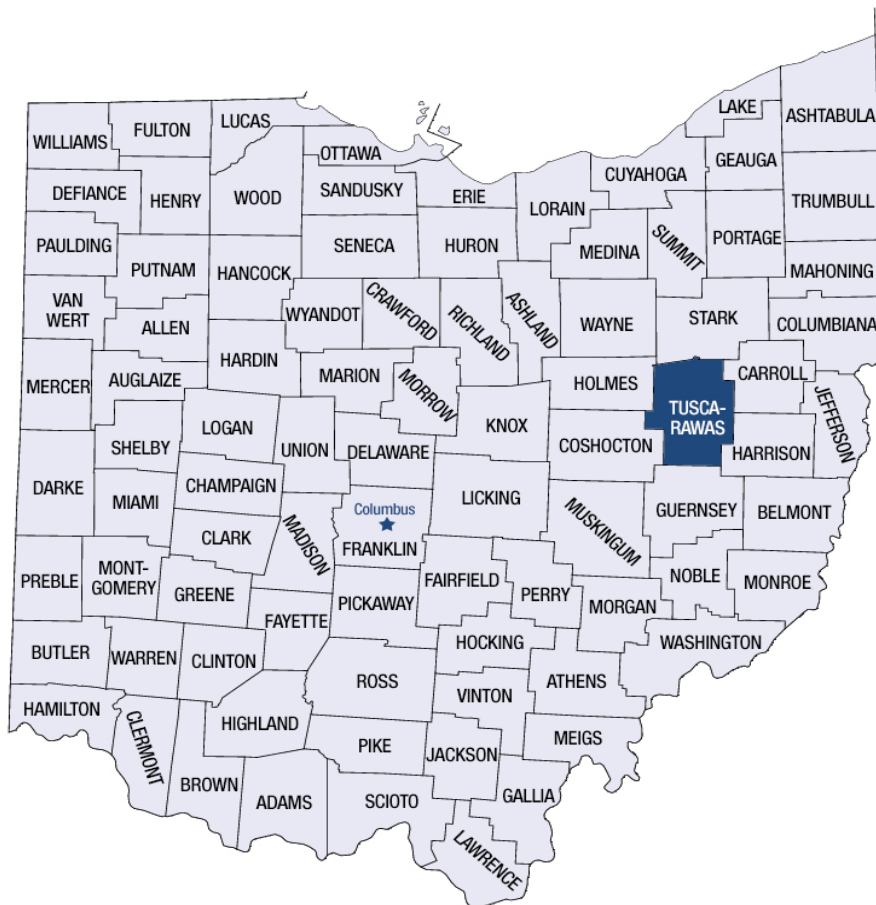 LAKE
ASHTABULA
LUCAS
FULTON
WILLIAMS
OTTAWA
GEAUGA
CUYAHOGA
DEFIANCE
HENRY
WOOD
SANDUSKY
ERIE
LORAIN
TRUMBULL
PAULDING
SENECA
HURON
MEDINA
SUMMIT
PORTAGE
PUTNAM
HANCOCK
MAHONING
VAN
WERT
ALLEN
WYANDOT
CRAWFORD
RICHLAND
ASHLAND
WAYNE
STARK
COLUMBIANA
HARDIN
MERCER
AUGLAIZE
MARION
MORROW
HOLMES
CARROLL
JEFFERSON
TUSCA-
RAWAS
LOGAN
KNOX
SHELBY
UNION
DELAWARE
COSHOCTON
HARRISON
DARKE
CHAMPAIGN
LICKING
MIAMI
Columbus
MUSKINGUM
GUERNSEY
BELMONT
CLARK
MADISON
FRANKLIN
PREBLE
MONT-
GOMERY
GREENE
FAIRFIELD
PERRY
NOBLE
MONROE
PICKAWAY
MORGAN
FAYETTE
HOCKING
WASHINGTON
BUTLER
WARREN
CLINTON
ROSS
VINTON
ATHENS
HAMILTON
CLERMONT
HIGHLAND
PIKE
JACKSON
MEIGS
BROWN
ADAMS
SCIOTO
GALLIA
LAWRENCE